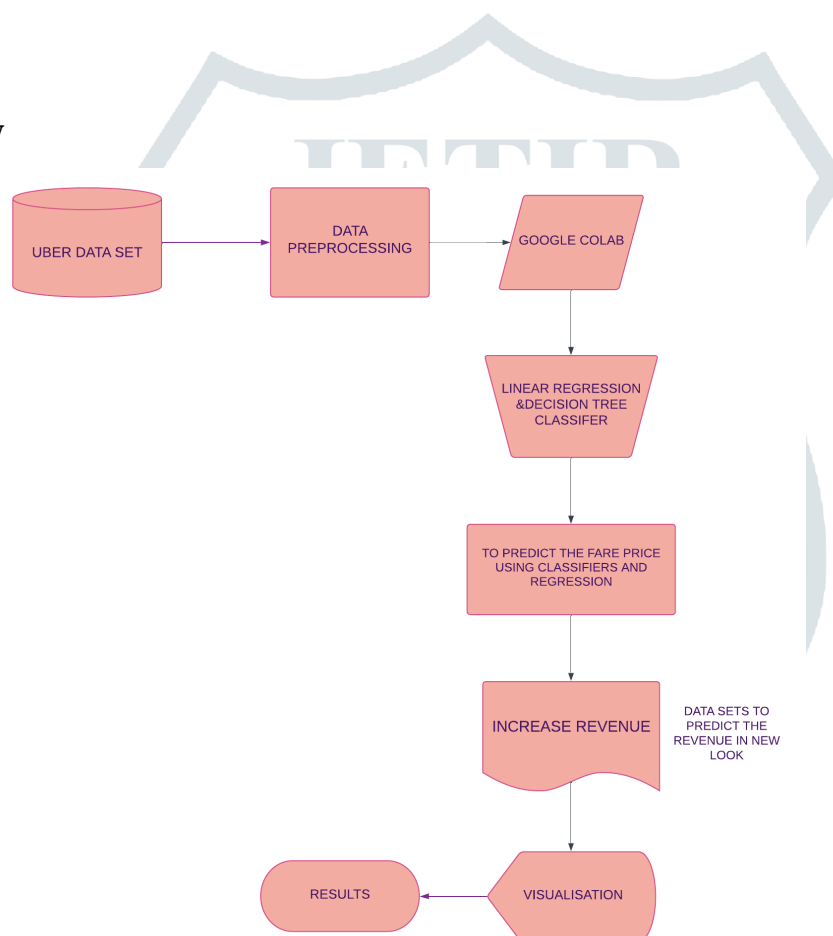 UBER DATA SET
DATA
PREPROCESSING
GOOGLE COLAB
LINEAR REGRESSION
&DECISION TREE
CLASSIFER
TO PREDICT THE FARE PRICE
USING CLASSIFIERS AND
REGRESSION
INCREASE REVENUE
DATA SETS TO
PREDICT THE
REVENUE IN NEW
LOOK
VISUALISATION
RESULTS